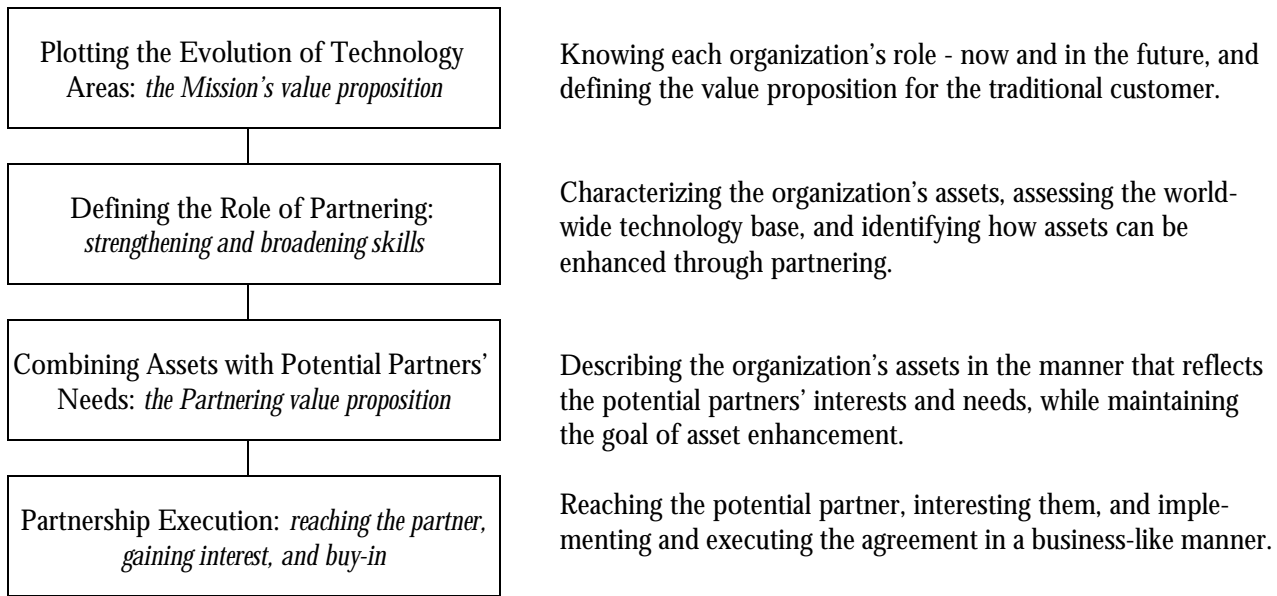 Plotting the Evolution of Technology
Areas: the Mission's value proposition
Knowing each organization's role - now and in the future, and
defining the value proposition for the traditional customer.
Defining the Role of Partnering:
strengthening and broadening skills
Characterizing the organization's assets, assessing the world-
wide technology base, and identifying how assets can be
enhanced through partnering.
Combining Assets with Potential Partners'
Needs: the Partnering value proposition
Describing the organization's assets in the manner that reflects
the potential partners' interests and needs, while maintaining
the goal of asset enhancement.
Partnership Execution: reaching the partner,
gaining interest, and buy-in
Reaching the potential partner, interesting them, and imple-
menting and executing the agreement in a business-like manner.